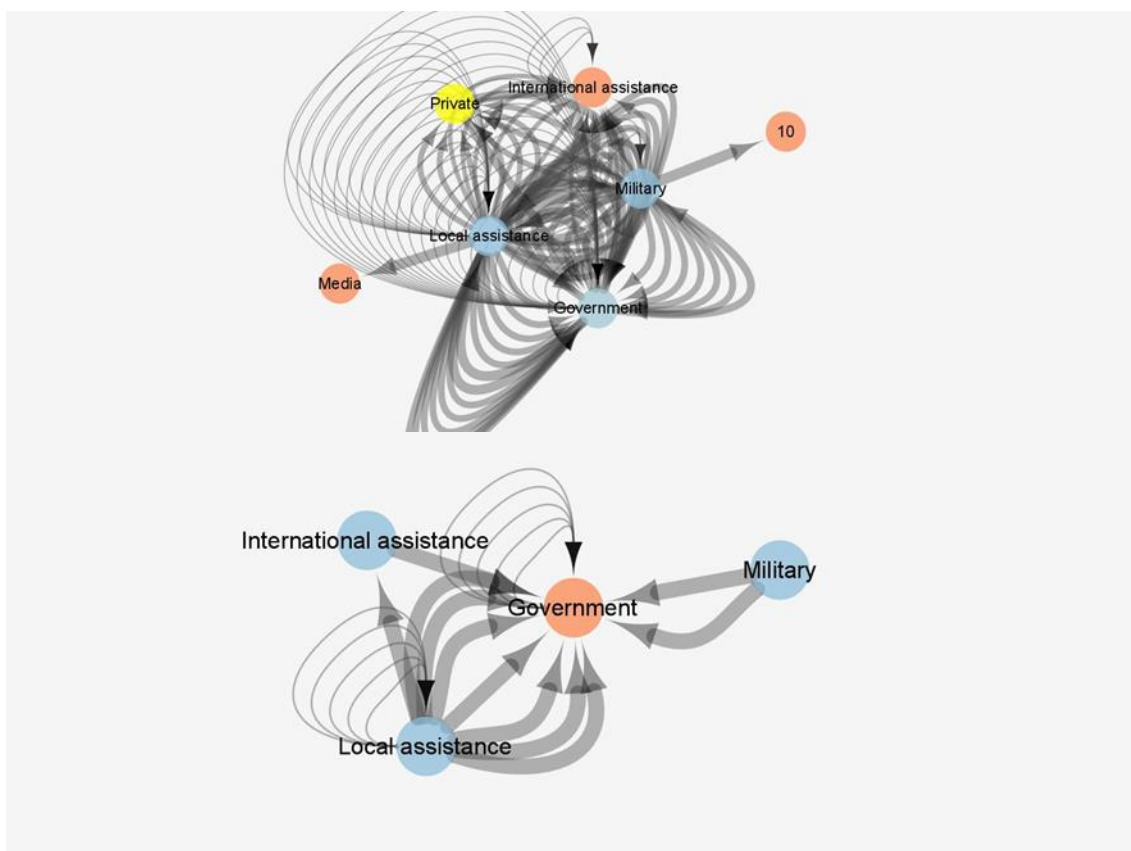 International assistance
Private
10
Military
Local assistance
Media
Government
International assistance
Military
Government
Local assistance